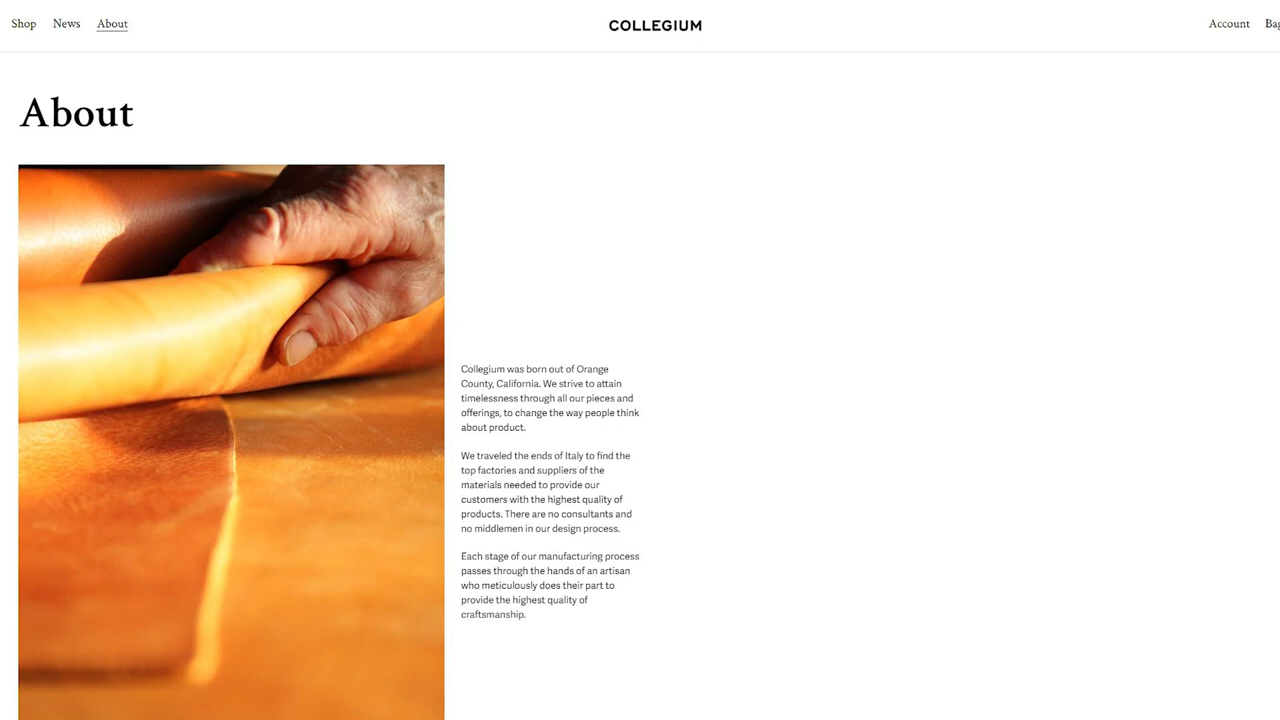 Shop News About COLLEGIUM Account
About
Collegium was born out of Orange
County, California. We strive to attain
timelessness through all our pieces and
offerings, to change the way people think
about product.
We traveled the ends of Italy to find the
top factories and suppliers of the
materials needed to provide our
customers with the highest quality of
products. There are no consultants and
no middlemen in our design process.
Each stage of our manufacturing process
passes through the hands of an artisan
who meticulously does their part to
provide the highest quality of
craftsmanship.